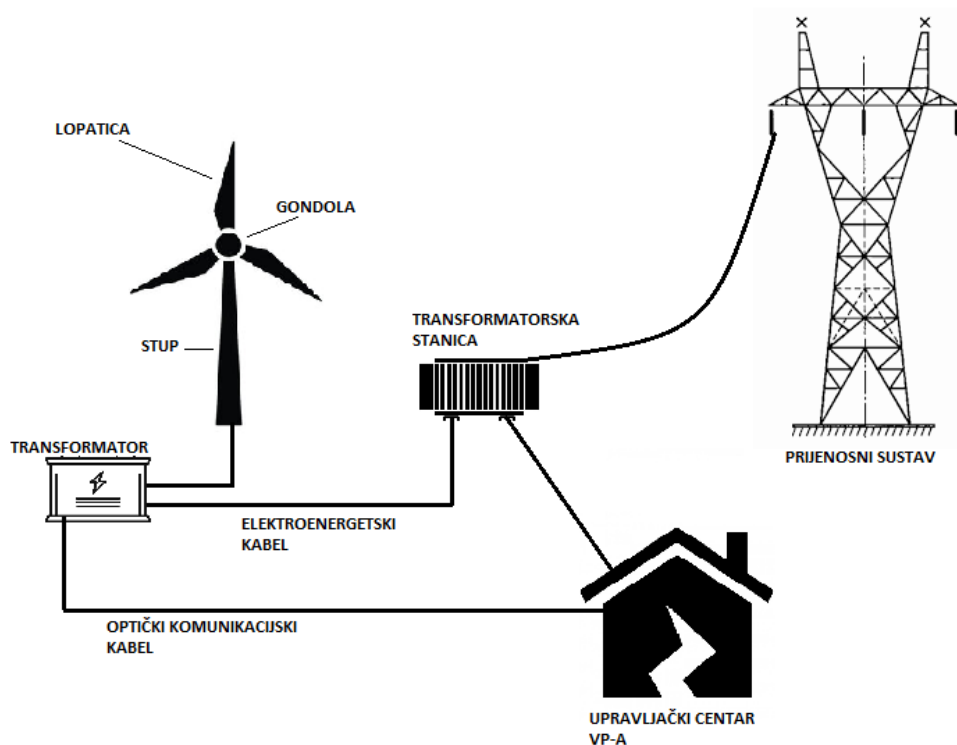 LOPATICA
GONDOLA
TRANSFORMATORSKA
STANICA
STUP
TRANSFORMATOR
PRIJENOSNI SUSTAV
ELEKTROENERGETSKI
KABEL
OPTIČKI KOMUNIKACIJSKI
KABEL
UPRAVLJAČKI CENTAR
VP-A